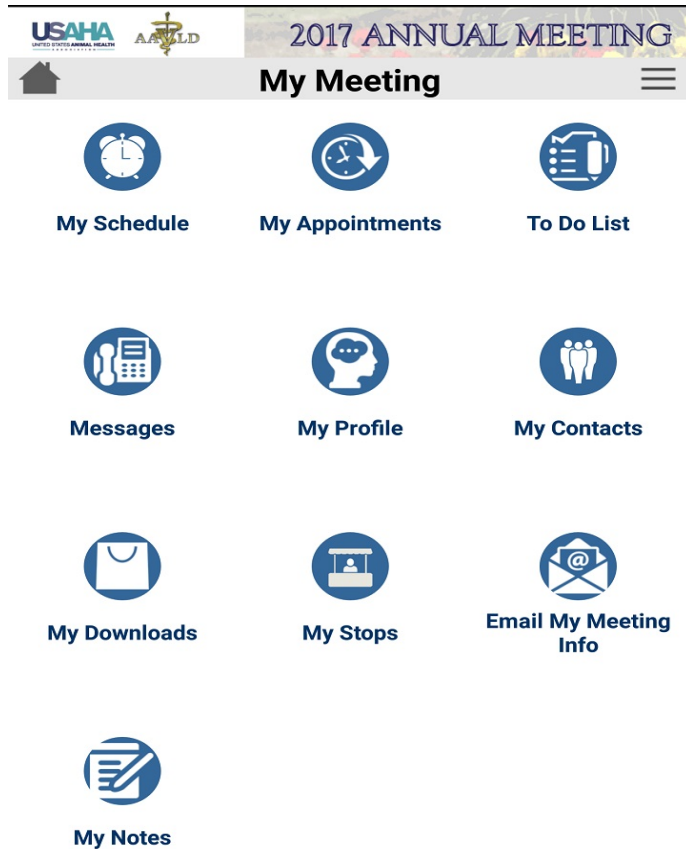 USAHA
UNITED STATES ANIMAL HEALTH
ASSOCIATION
AAVLD
2017 ANNUAL MEETING
My Meeting
My Schedule
My Appointments
To Do List
Messages
My Profile
My Contacts
My Downloads
My Stops
@
Email My Meeting
Info
My Notes